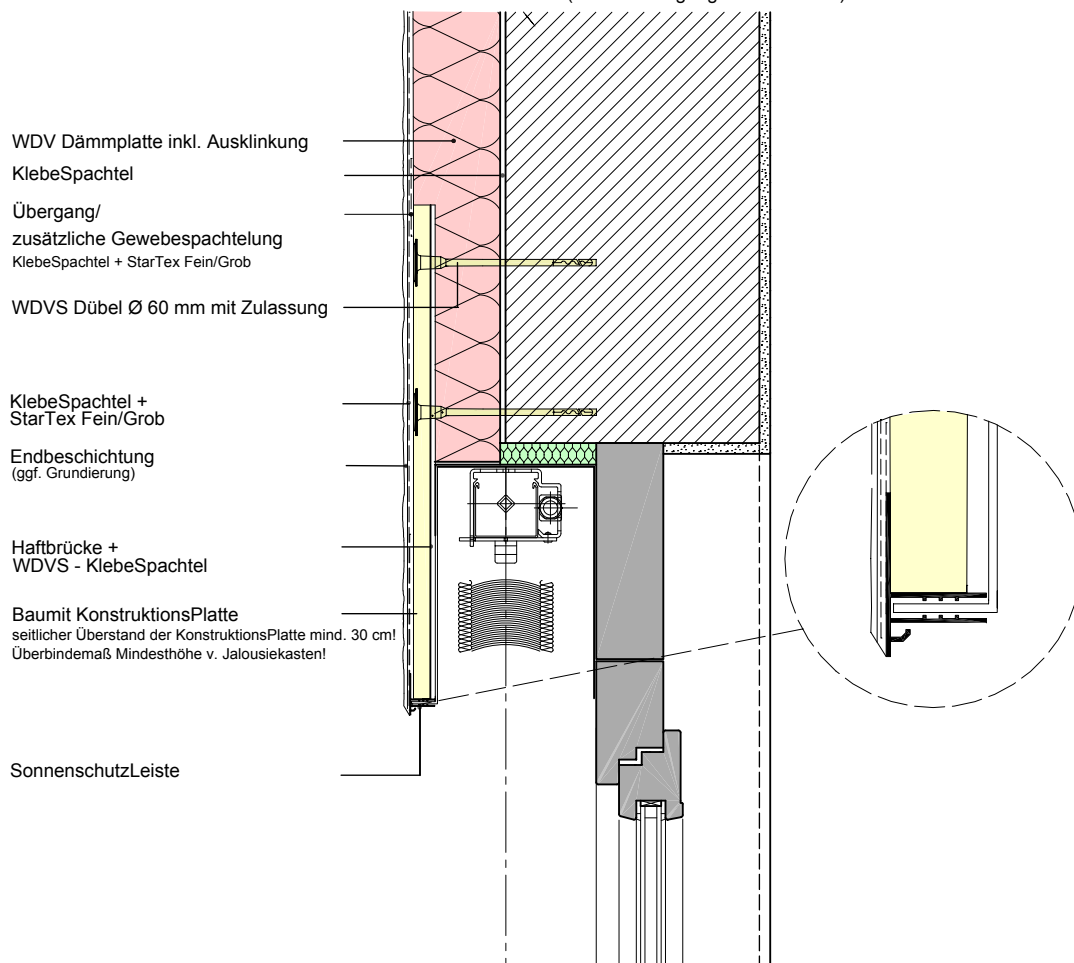 WDV Dämmplatte inkl. Ausklinkung
KlebeSpachtel
Übergang/
zusätzliche Gewebespachtelung
KlebeSpachtel + StarTex Fein/Grob
WDVS Dübel Ø 60 mm mit Zulassung
KlebeSpachtel +
StarTex Fein/Grob
Endbeschichtung
(ggf. Grundierung)
Haftbrücke +
WDVS - KlebeSpachtel
Baumit KonstruktionsPlatte
seitlicher Überstand der KonstruktionsPlatte mind. 30 cm!
Überbindemaß Mindesthöhe v. Jalousiekasten!
SonnenschutzLeiste